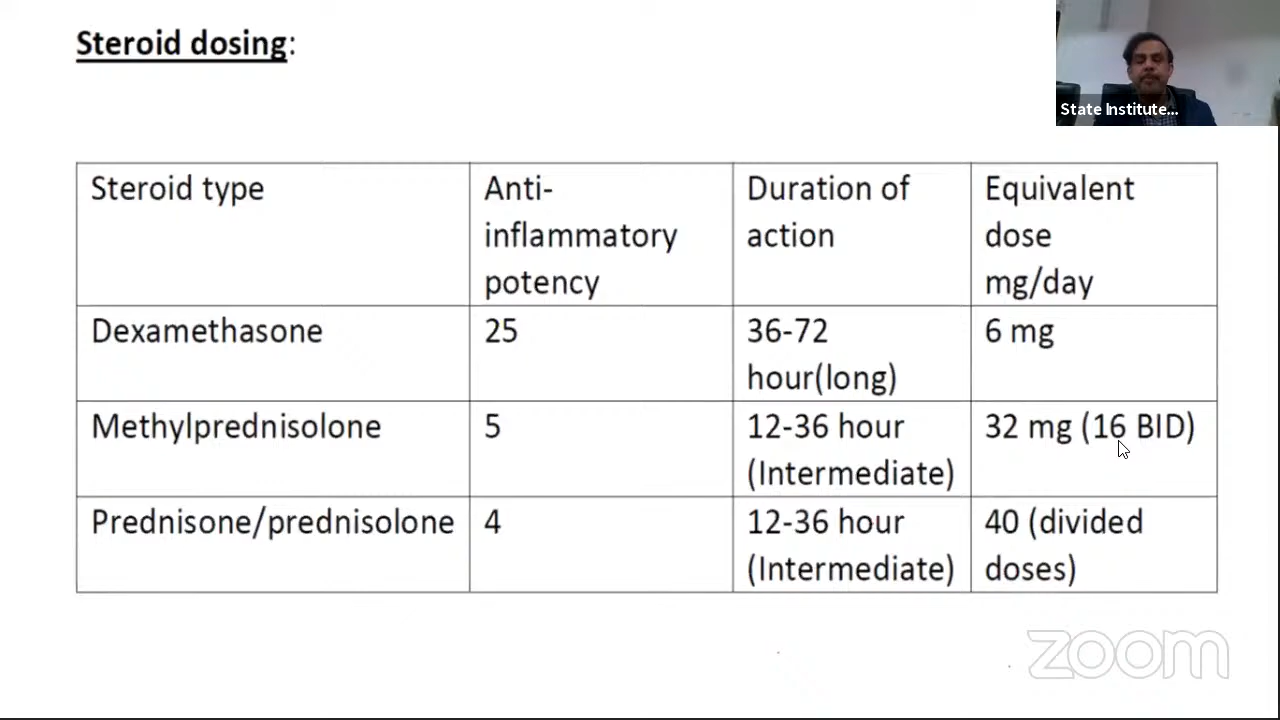 Steroid dosing:
State Institute...
Steroid type
Anti-
inflammatory
potency
Duration of
action
Equivalent
dose
mg/day
Dexamethasone
25
36-72
hour(long)
6 mg
Methylprednisolone
5
12-36 hour
(Intermediate)
32 mg (16 BID)
Prednisone/prednisolone
4
12-36 hour
(Intermediate)
40 (divided
doses)
zoom